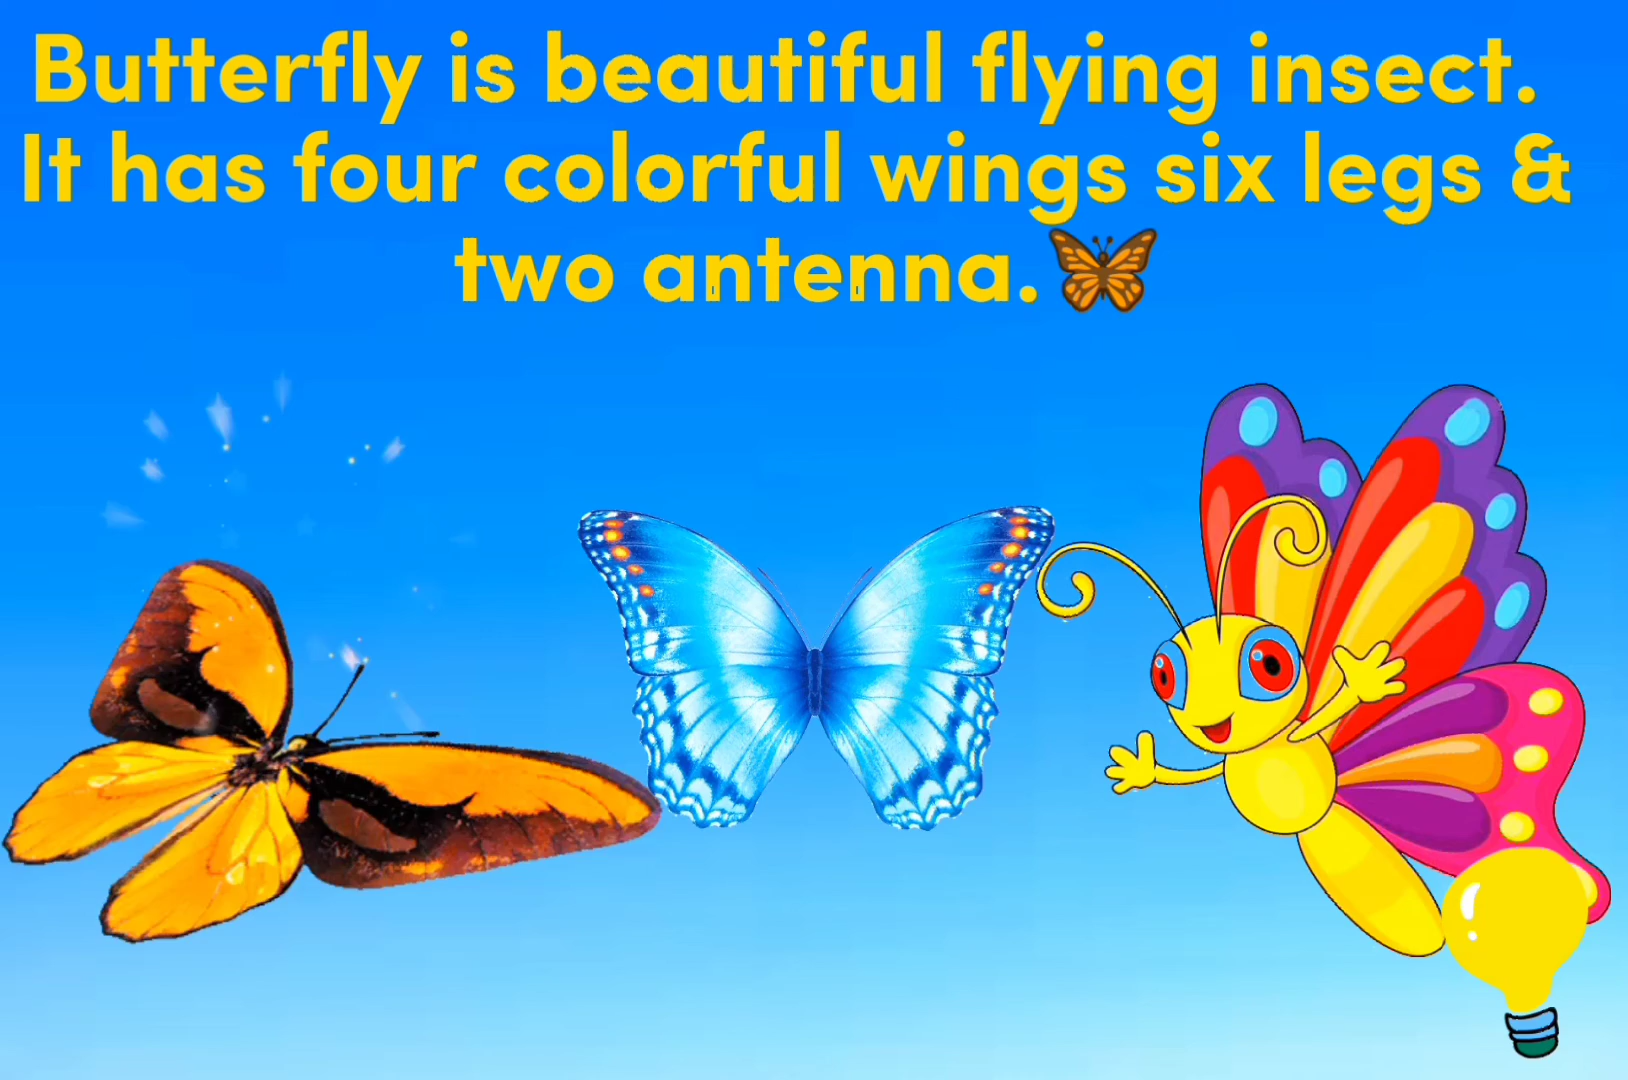 Butterfly is beautiful flying insect.
It has four colorful wings six legs &
two antenna.🦋